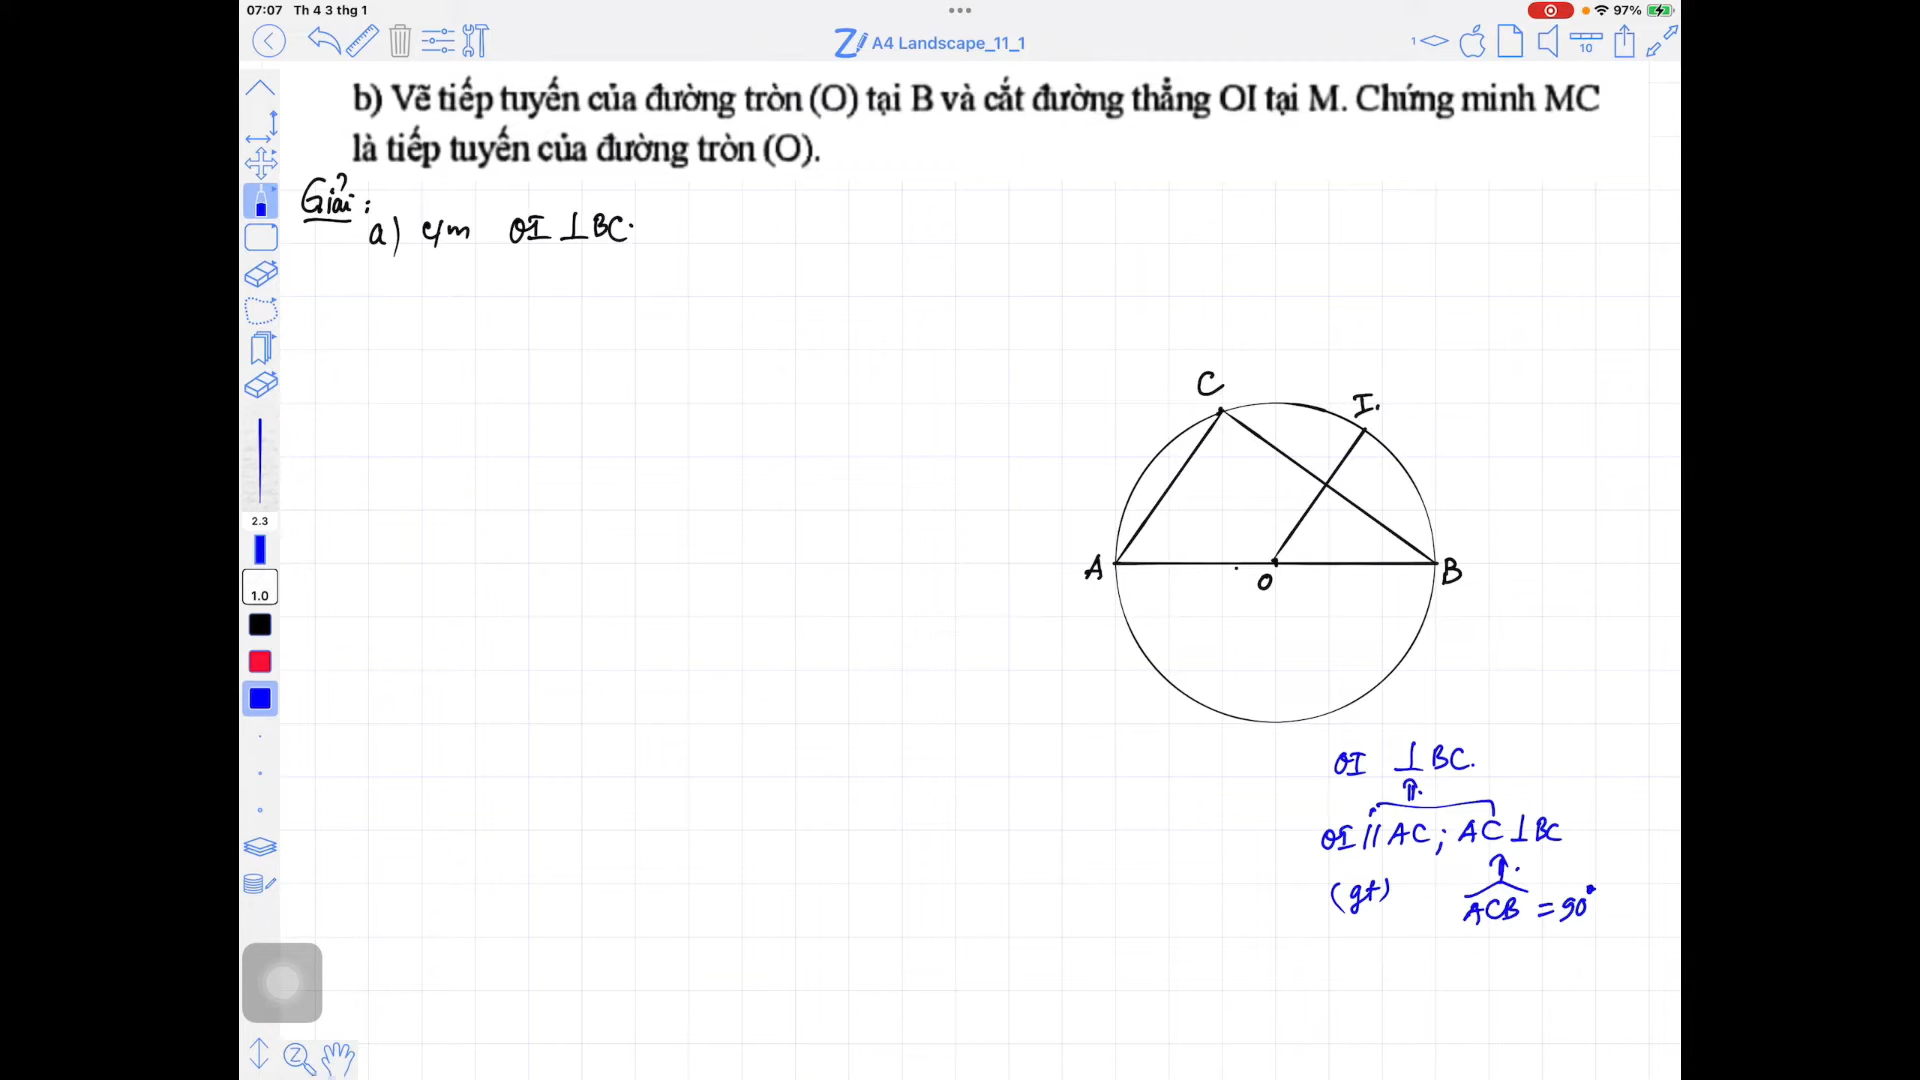 07:07 Th 4 3 thg 1
97%
A4 Landscape_11_1
1
10
b) Vẽ tiếp tuyến của đường tròn (O) tại B và cắt đường thẳng OI tại M. Chứng minh MC
là tiếp tuyến của đường tròn (O).
Giải:
a) c/m OI ⊥ BC.
C
I.
A
O
B
OI ⊥ BC.
⇑.
OI // AC ; AC ⊥ BC
(gt)
ACB = 90°
2.3
1.0
Z